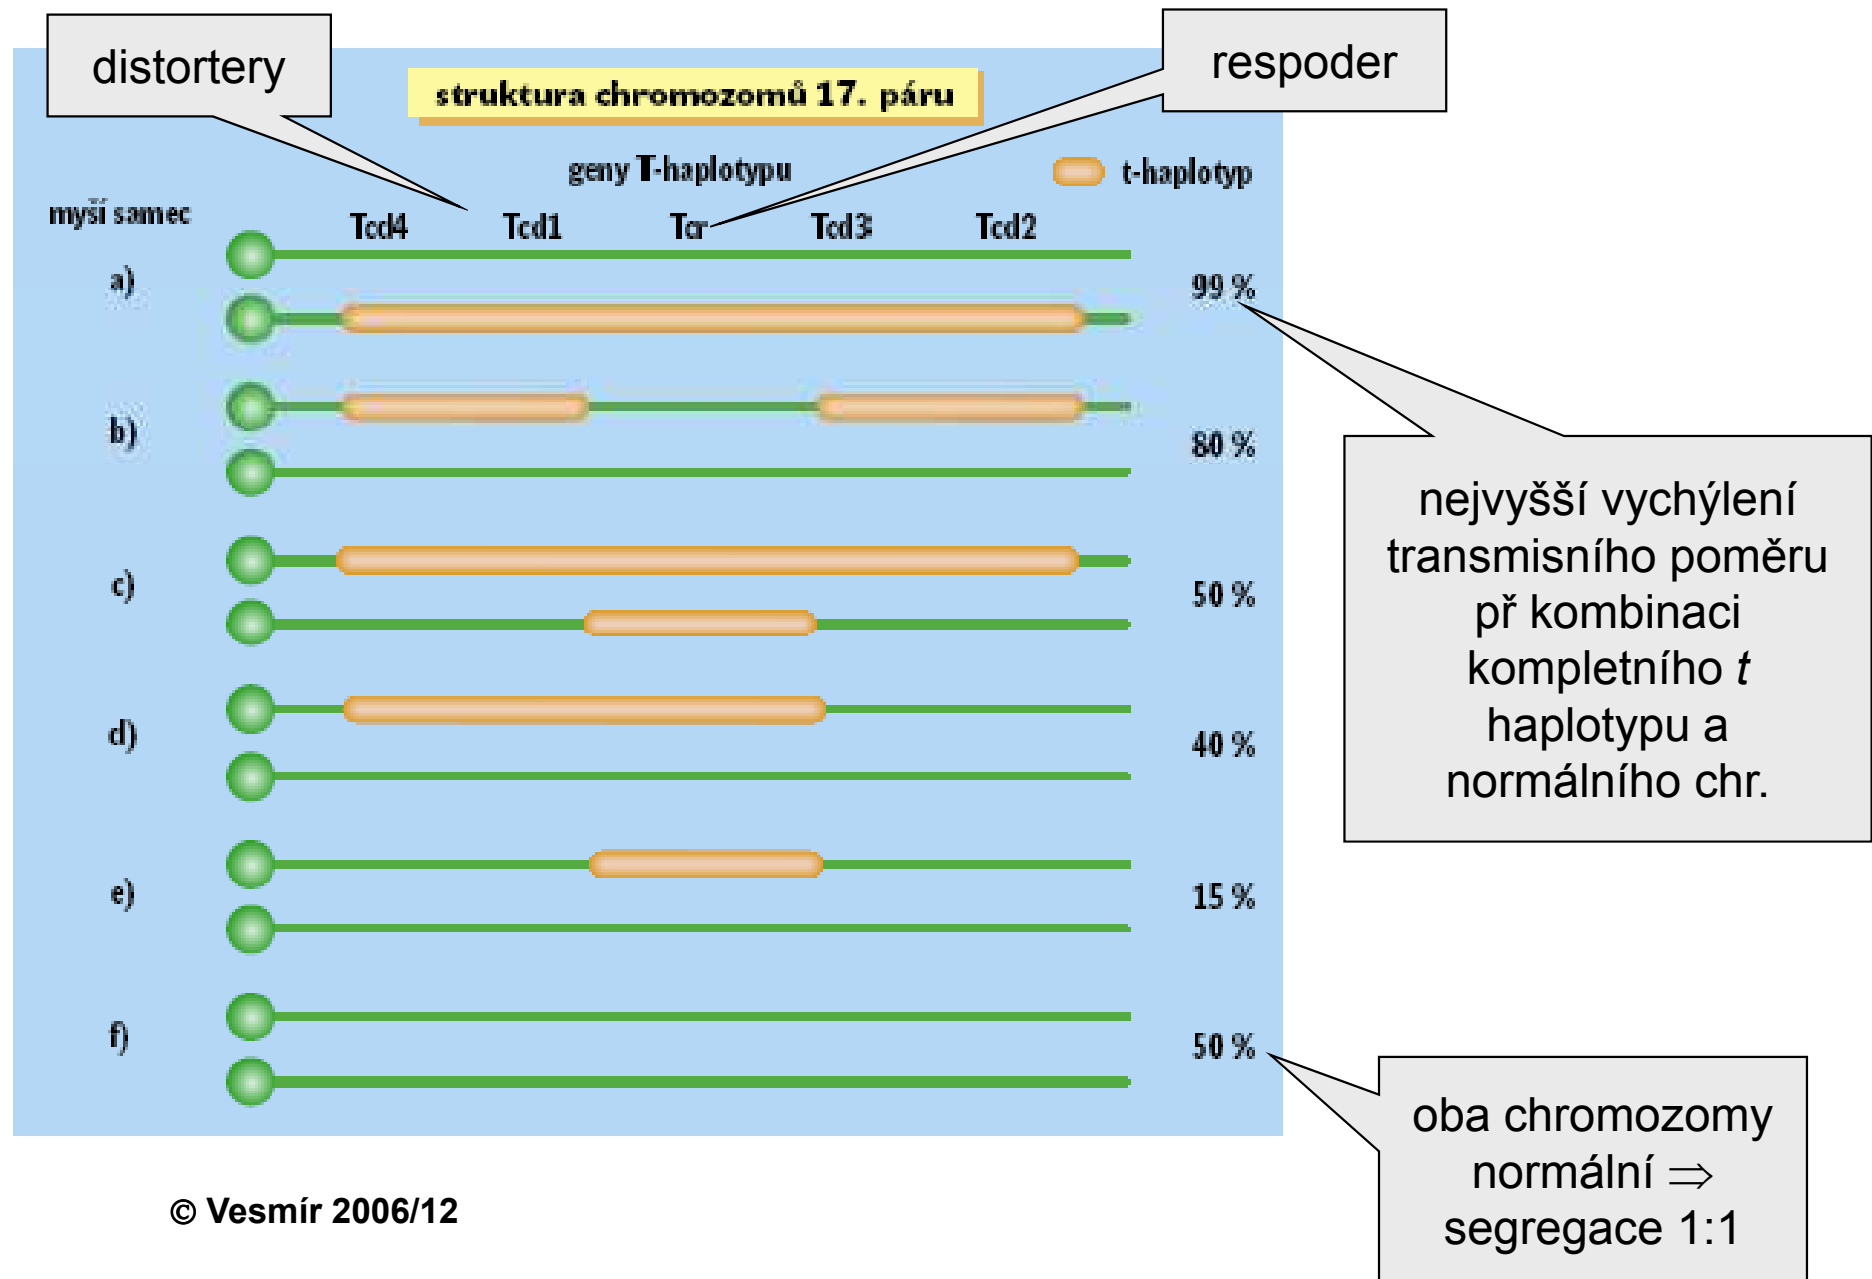 distortery
respoder
struktura chromozomů 17. páru
geny T-haplotypu
t-haplotyp
myší samec
Tcd4 Tcd1 Tcr Tcd3 Tcd2
a)
99 %
b)
80 %
nejvyšší vychýlení
transmisního poměru
př kombinaci
kompletního t
haplotypu a
normálního chr.
c)
50 %
d)
40 %
e)
15 %
f)
50 %
oba chromozomy
normální ⇒
segregace 1:1
© Vesmír 2006/12